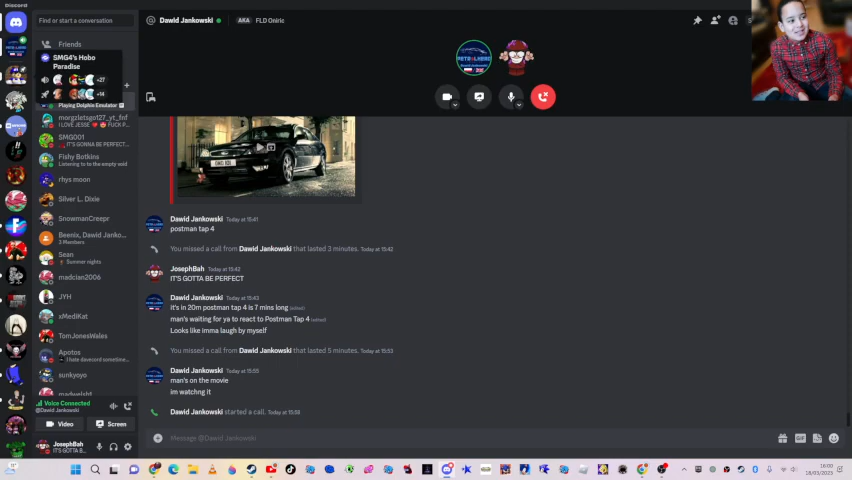 Discord
Find or start a conversation
Dawid Jankowski
AKA
FLD Oniric
Friends
SMG4's Hobo
Paradise
+27
+14
Playing Dolphin Emulator
morgzletsgo127_yt_fnf
SMG001
IT'S GONNA BE PERFECT
Fishy Botkins
Listening to to the empty void
rhys moon
Silver L. Dixie
SnowmanCreepr
Beenix, Dawid Janko...
3 Members
Sean
Summer nights
madcian2006
JYH
xMediKat
TomJonesWales
Apotos
sunkyoyo
Voice Connected
@Dawid Jankowski
Video
Screen
JosephBah
IT'S GOTTA B...
Dawid Jankowski Today at 15:41
postman tap 4
You missed a call from Dawid Jankowski that lasted 3 minutes. Today at 15:42
JosephBah Today at 15:42
IT'S GOTTA BE PERFECT
Dawid Jankowski Today at 15:43
it's in 20m postman tap 4 is 7 mins long (edited)
man's waiting for ya to react to Postman Tap 4 (edited)
Looks like imma laugh by myself
You missed a call from Dawid Jankowski that lasted 5 minutes. Today at 15:53
Dawid Jankowski Today at 15:55
man's on the movie
im watchng it
Dawid Jankowski started a call. Today at 15:58
Message @Dawid Jankowski
16:00
18/03/2023